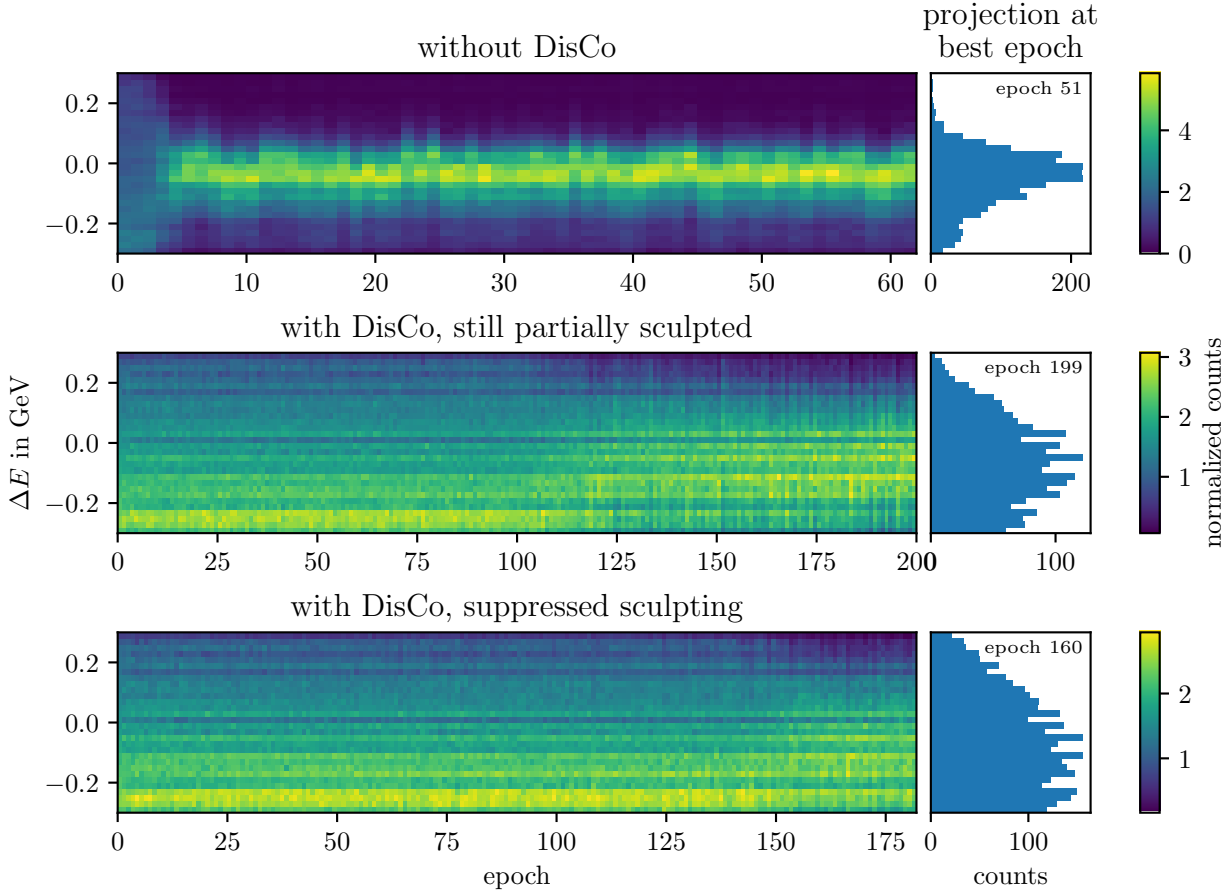 without DisCo
projection at
best epoch
epoch 51
0.2
0.0
−0.2
0 10 20 30 40 50 60
0 200
4
2
0
with DisCo, still partially sculpted
epoch 199
0.2
0.0
−0.2
ΔE in GeV
0 25 50 75 100 125 150 175 200
0 100
3
2
1
normalized counts
with DisCo, suppressed sculpting
epoch 160
0.2
0.0
−0.2
0 25 50 75 100 125 150 175
0 100
2
1
epoch
counts